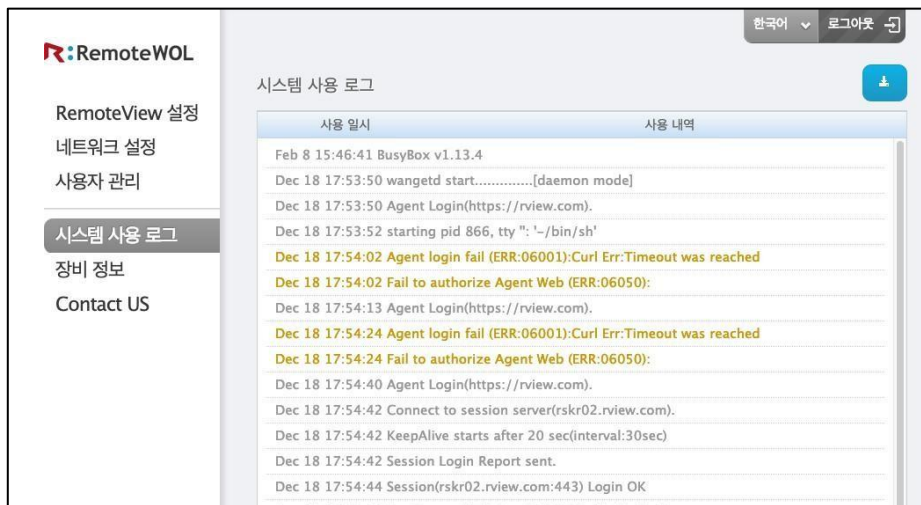 한국어
로그아웃
R:RemoteWOL
RemoteView 설정
네트워크 설정
사용자 관리
시스템 사용 로그
장비 정보
Contact US
시스템 사용 로그
사용 일시 사용 내역
Feb 8 15:46:41 BusyBox v1.13.4
Dec 18 17:53:50 wangetd start..............[daemon mode]
Dec 18 17:53:50 Agent Login(https://rview.com).
Dec 18 17:53:52 starting pid 866, tty '': '-/bin/sh'
Dec 18 17:54:02 Agent login fail (ERR:06001):Curl Err:Timeout was reached
Dec 18 17:54:02 Fail to authorize Agent Web (ERR:06050):
Dec 18 17:54:13 Agent Login(https://rview.com).
Dec 18 17:54:24 Agent login fail (ERR:06001):Curl Err:Timeout was reached
Dec 18 17:54:24 Fail to authorize Agent Web (ERR:06050):
Dec 18 17:54:40 Agent Login(https://rview.com).
Dec 18 17:54:42 Connect to session server(rskr02.rview.com).
Dec 18 17:54:42 KeepAlive starts after 20 sec(interval:30sec)
Dec 18 17:54:42 Session Login Report sent.
Dec 18 17:54:44 Session(rskr02.rview.com:443) Login OK